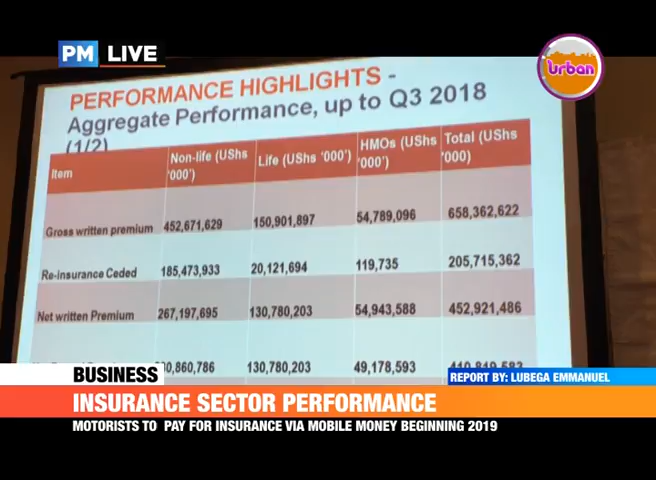 PM LIVE
urban
PERFORMANCE HIGHLIGHTS -
Aggregate Performance, up to Q3 2018
(1/2)
Item Non-life (UShs '000') Life (UShs '000') HMOs (UShs '000') Total (UShs '000)
Gross written premium 452,671,629 150,901,897 54,789,096 658,362,622
Re-insurance Ceded 185,473,933 20,121,694 119,735 205,715,362
Net written Premium 267,197,695 130,780,203 54,943,588 452,921,486
130,780,203 49,178,593
BUSINESS
REPORT BY: LUBEGA EMMANUEL
INSURANCE SECTOR PERFORMANCE
MOTORISTS TO PAY FOR INSURANCE VIA MOBILE MONEY BEGINNING 2019